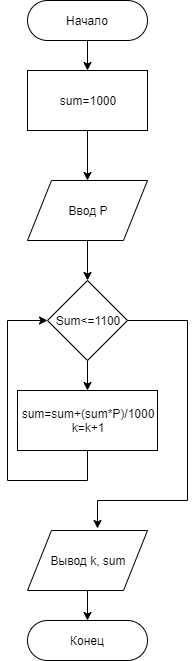 Начало
sum=1000
Ввод P
Sum<=1100
sum=sum+(sum*P)/1000
k=k+1
Вывод k, sum
Конец